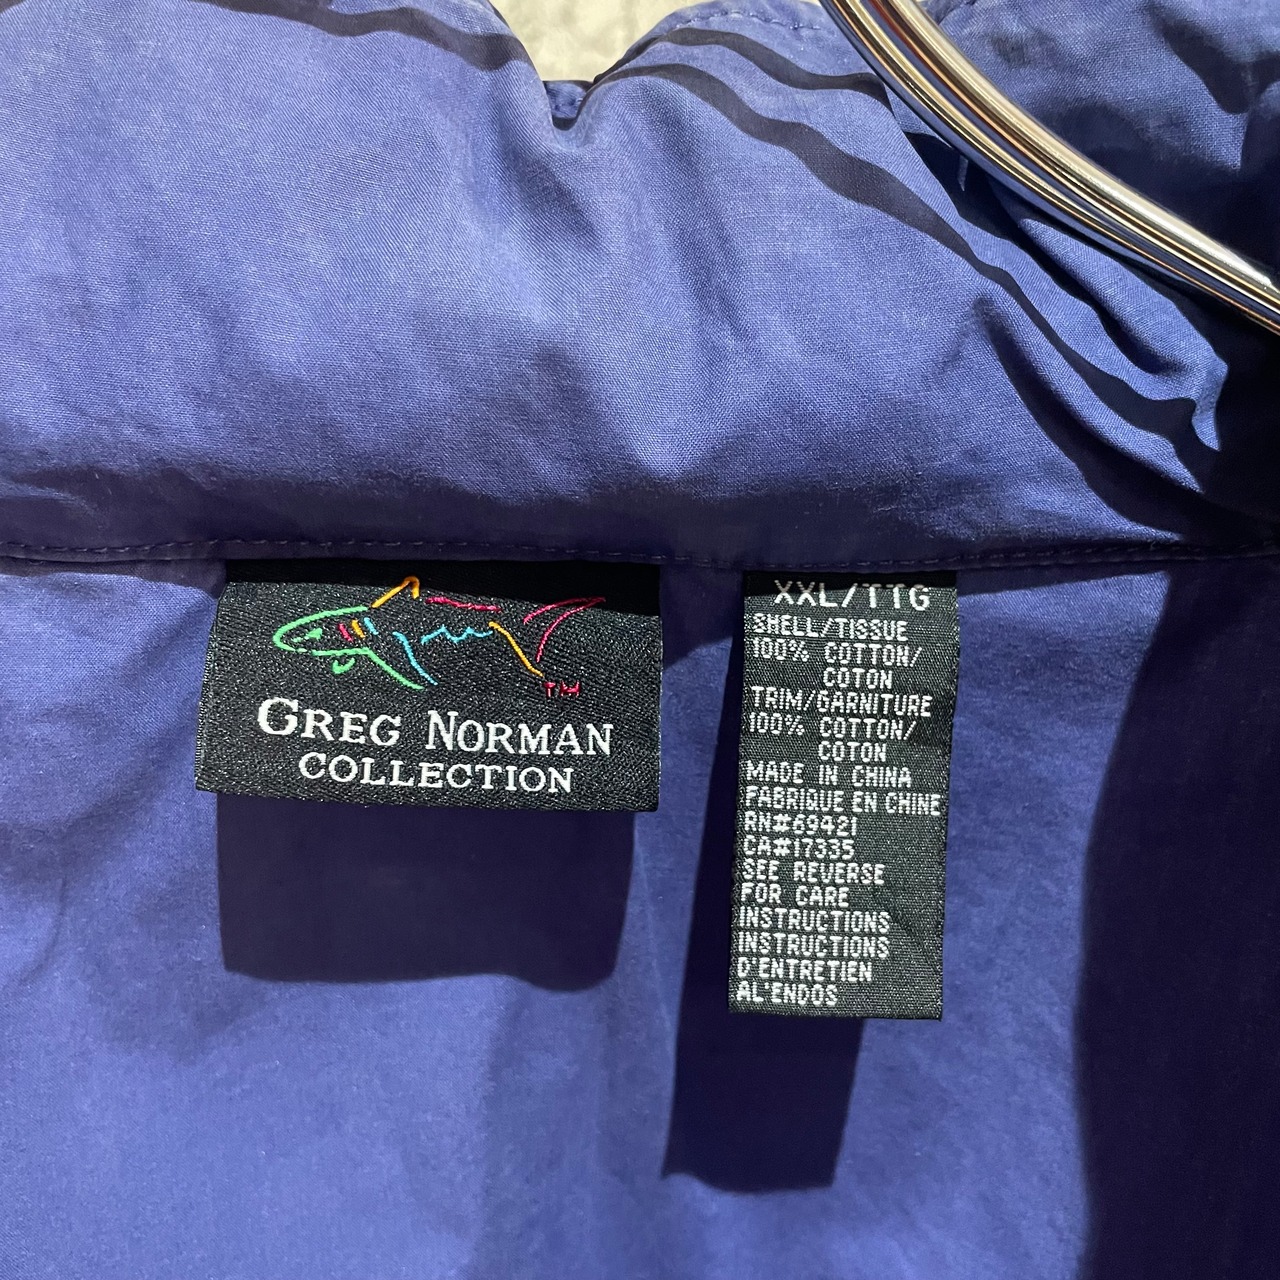 TM
GREG NORMAN
COLLECTION
XXL/TTG
SHELL/TISSUE
100% COTTON/
COTON
TRIM/GARNITURE
100% COTTON/
COTON
MADE IN CHINA
FABRIQUE EN CHINE
RN#69421
CA#17335
SEE REVERSE
FOR CARE
INSTRUCTIONS
INSTRUCTIONS
D'ENTRETIEN
AL'ENDOS